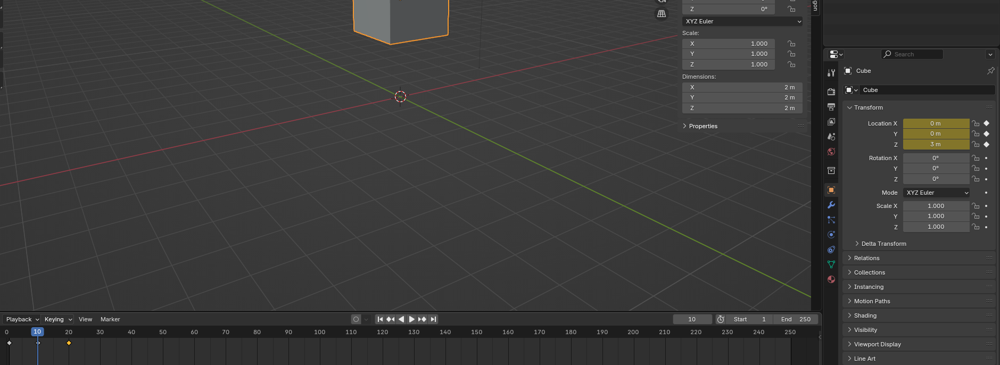 Z 0°
XYZ Euler
Scale:
X 1.000
Y 1.000
Z 1.000
Dimensions:
X 2 m
Y 2 m
Z 2 m
Properties
gon
Search
Cube
Cube
Transform
Location X 0 m
Y 0 m
Z 3 m
Rotation X 0°
Y 0°
Z 0°
Mode XYZ Euler
Scale X 1.000
Y 1.000
Z 1.000
Delta Transform
Relations
Collections
Instancing
Motion Paths
Shading
Visibility
Viewport Display
Line Art
Playback Keying View Marker 10 Start 1 End 250
0 10 20 30 40 50 60 70 80 90 100 110 120 130 140 150 160 170 180 190 200 210 220 230 240 250